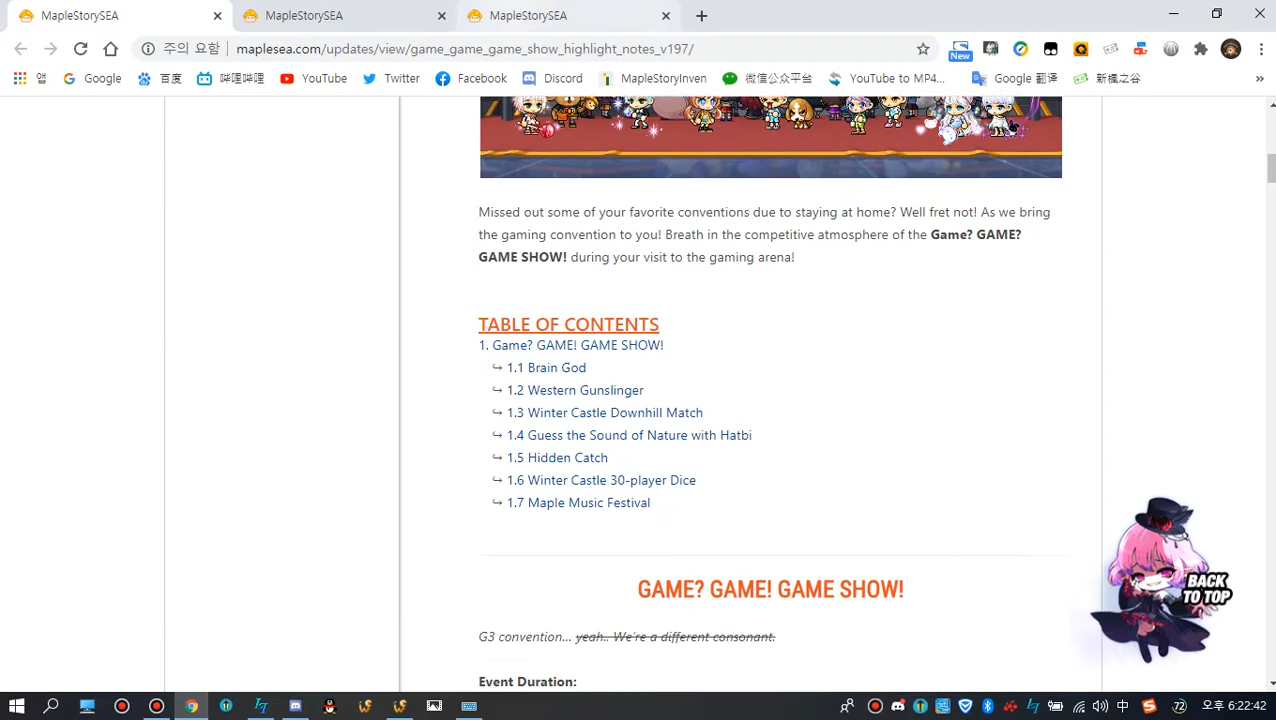 MapleStorySEA
MapleStorySEA
MapleStorySEA
주의 요함
maplesea.com/updates/view/game_game_game_show_highlight_notes_v197/
New
앱
Google
百度
哔哩哔哩
YouTube
Twitter
Facebook
Discord
MapleStoryInven
微信公众平台
YouTube 의 MP4...
Google 翻译
新楓之谷
Missed out some of your favorite conventions due to staying at home? Well fret not! As we bring
the gaming convention to you! Breath in the competitive atmosphere of the Game? GAME?
GAME SHOW! during your visit to the gaming arena!
TABLE OF CONTENTS
1. Game? GAME! GAME SHOW!
↪ 1.1 Brain God
↪ 1.2 Western Gunslinger
↪ 1.3 Winter Castle Downhill Match
↪ 1.4 Guess the Sound of Nature with Hatbi
↪ 1.5 Hidden Catch
↪ 1.6 Winter Castle 30-player Dice
↪ 1.7 Maple Music Festival
BACK
TO TOP
GAME? GAME! GAME SHOW!
G3 convention... yeah.. We're a different consonant.
Event Duration:
中
오후 6:22:42